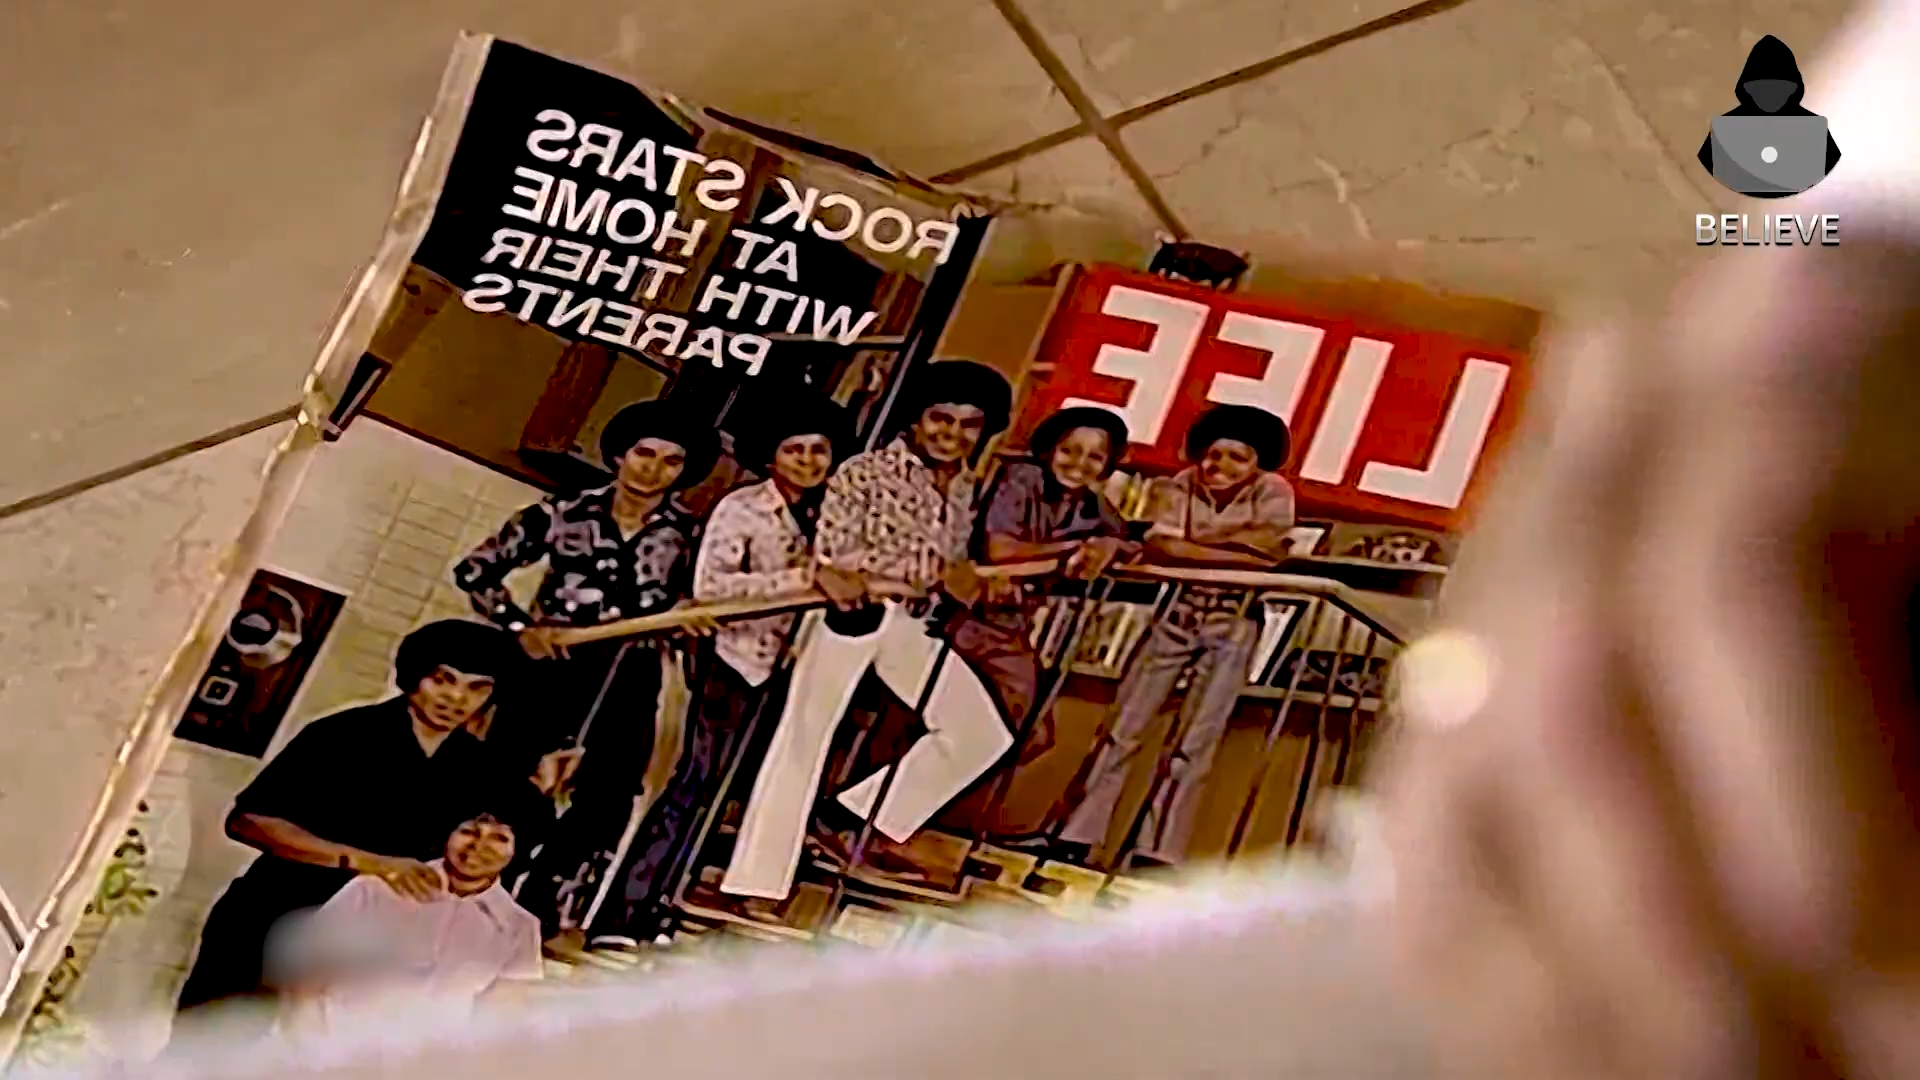 ROCK STARS
AT HOME
WITH THEIR
PARENTS
LIFE
BELIEVE